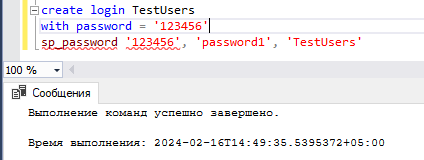 create login TestUsers
with password = '123456'
sp_password '123456', 'password1', 'TestUsers'
100 %
Сообщения
Выполнение команд успешно завершено.
Время выполнения: 2024-02-16T14:49:35.5395372+05:00